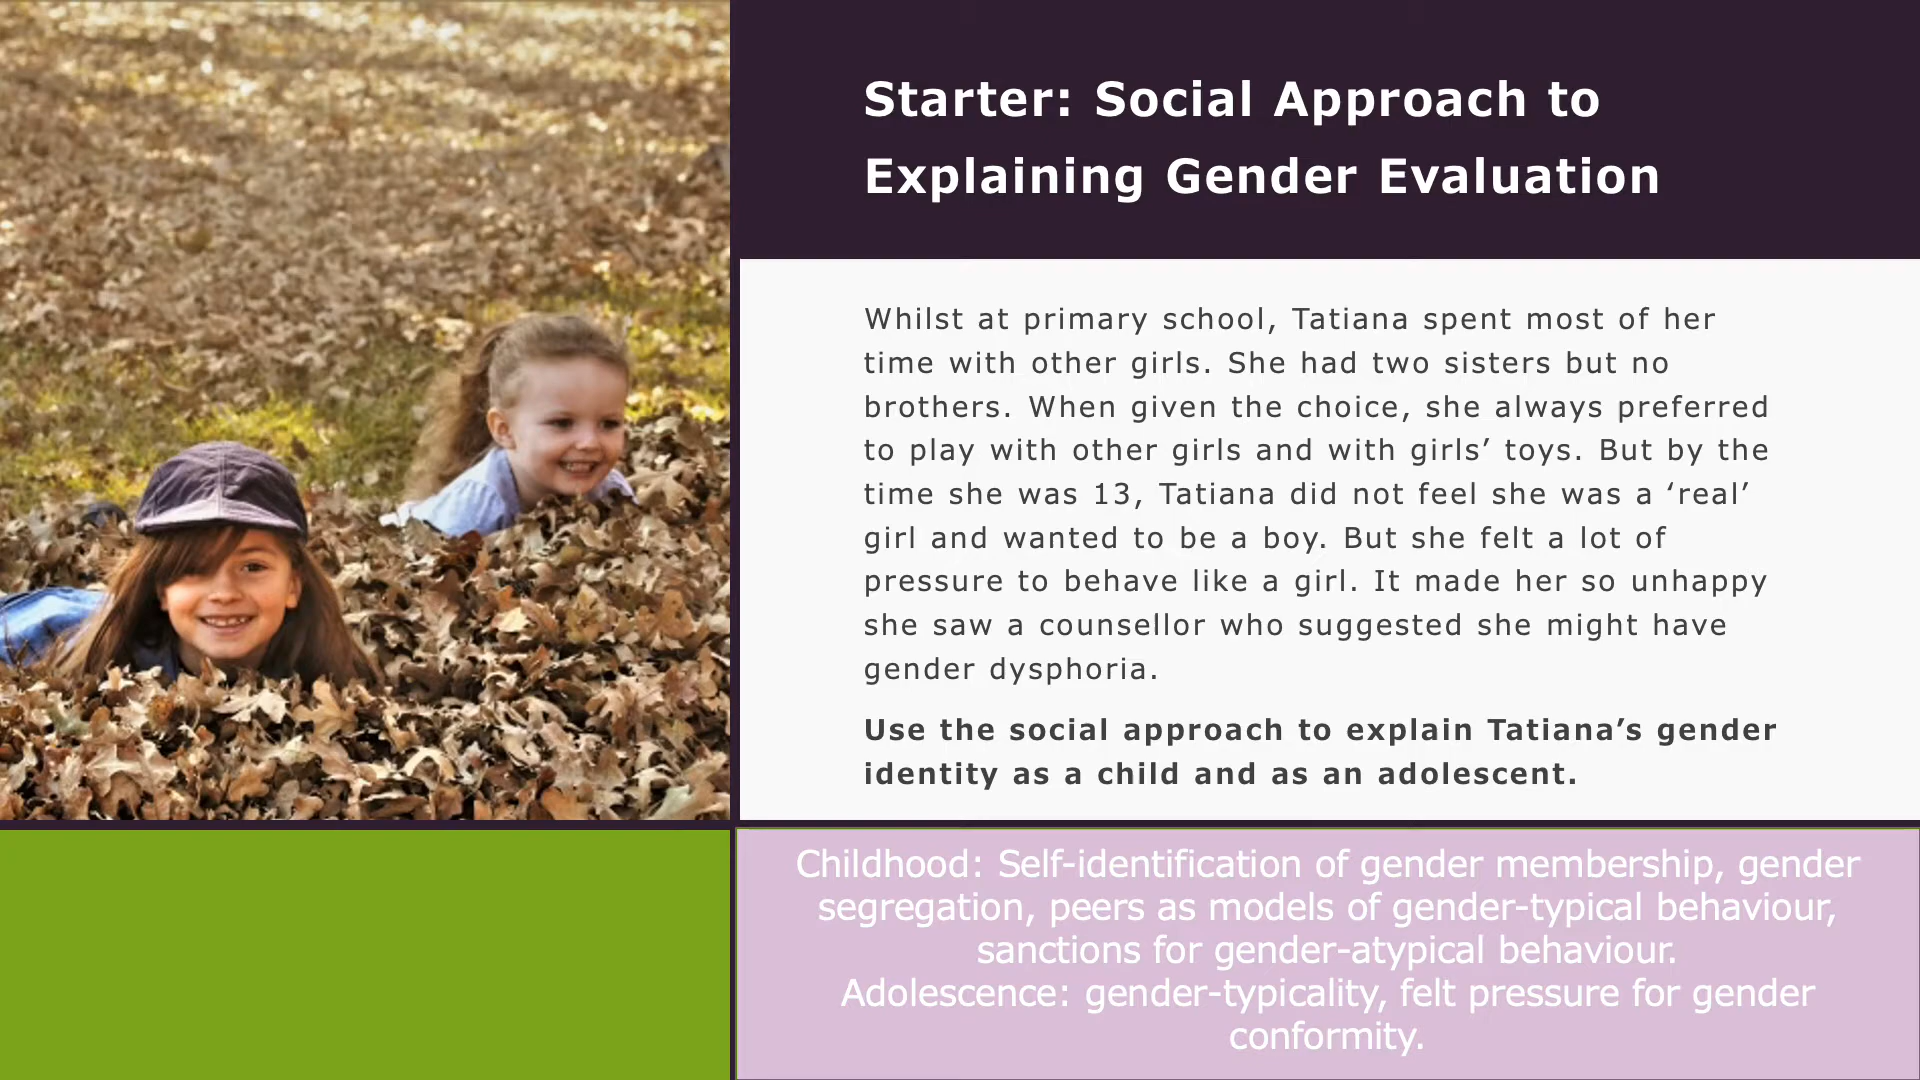 Starter: Social Approach to
Explaining Gender Evaluation
Whilst at primary school, Tatiana spent most of her
time with other girls. She had two sisters but no
brothers. When given the choice, she always preferred
to play with other girls and with girls’ toys. But by the
time she was 13, Tatiana did not feel she was a ‘real’
girl and wanted to be a boy. But she felt a lot of
pressure to behave like a girl. It made her so unhappy
she saw a counsellor who suggested she might have
gender dysphoria.
Use the social approach to explain Tatiana’s gender
identity as a child and as an adolescent.
Childhood: Self-identification of gender membership, gender
segregation, peers as models of gender-typical behaviour,
sanctions for gender-atypical behaviour.
Adolescence: gender-typicality, felt pressure for gender
conformity.